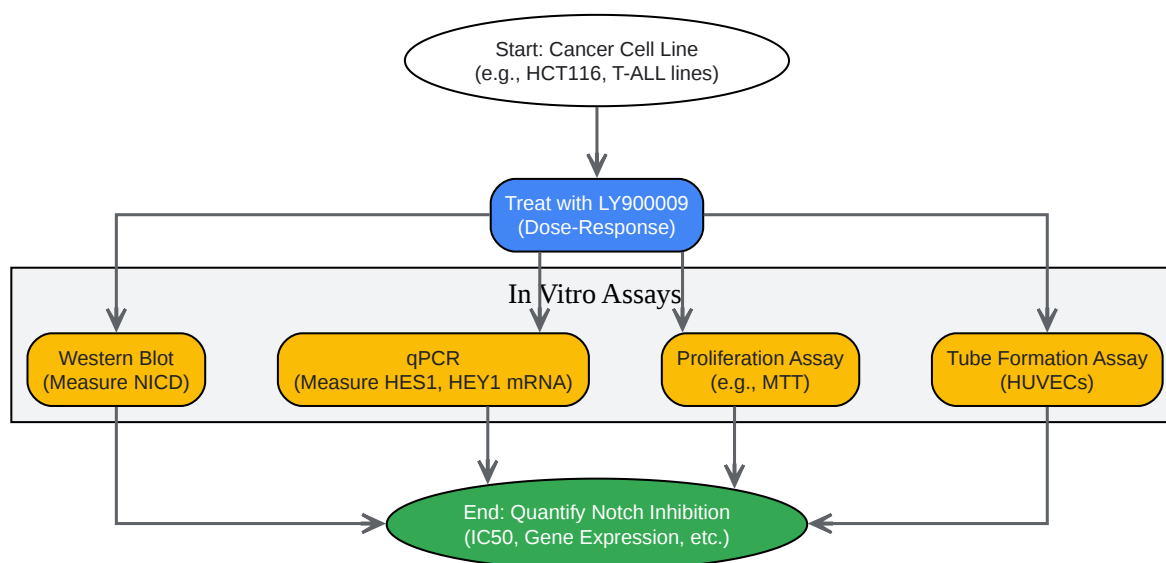 Start: Cancer Cell Line
(e.g., HCT116, T-ALL lines)
Treat with LY900009
(Dose-Response)
In Vitro Assays
Western Blot
(Measure NICD)
qPCR
(Measure HES1, HEY1 mRNA)
Proliferation Assay
(e.g., MTT)
Tube Formation Assay
(HUVECs)
End: Quantify Notch Inhibition
(IC50, Gene Expression, etc.)